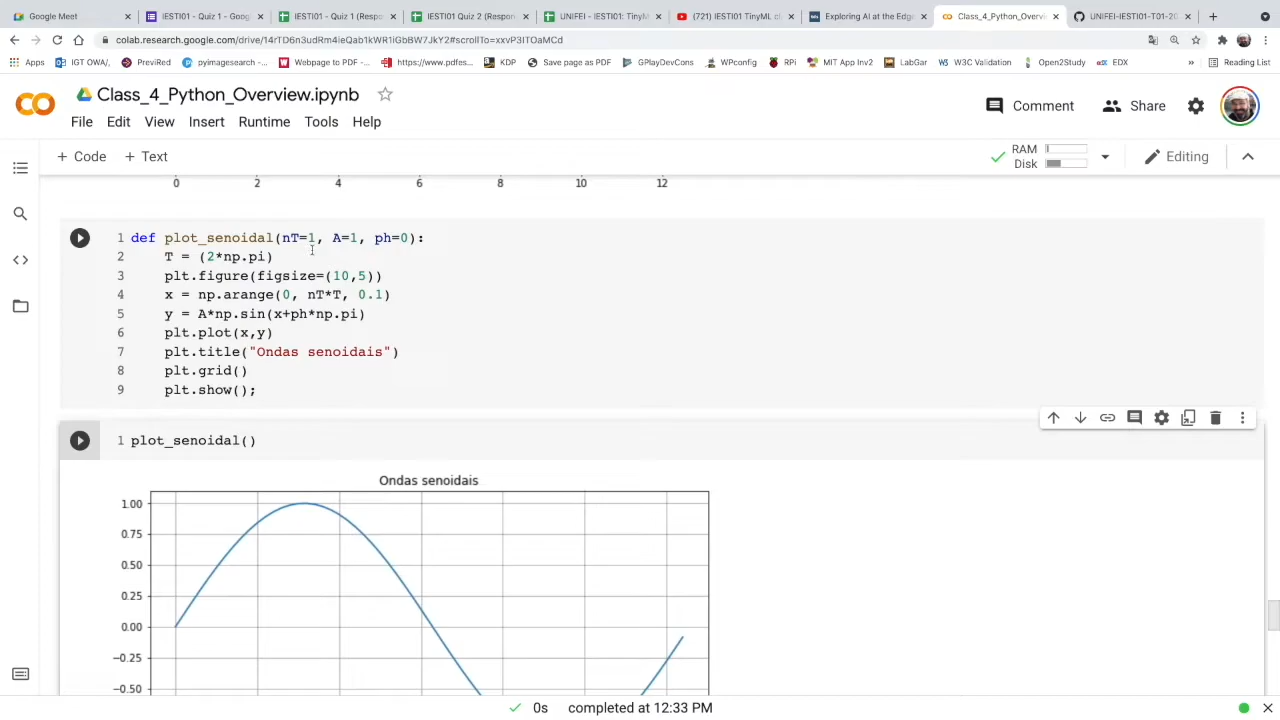 Google Meet
IESTI01 - Quiz 1 - Goog
IESTI01 - Quiz 1 (Respo
IESTI01 Quiz 2 (Respon
UNIFEI - IESTI01: TinyM
(721) IESTI01 TinyML cl
Exploring AI at the Edge
Class_4_Python_Overvie
UNIFEI-IESTI01-T01-20
colab.research.google.com/drive/14rTD6n3udRm4ieQab1kWR1iGbBW7JkY2#scrollTo=xxvP3ITOaMCd
Apps
IGT OWA/,
PreviRed
pyimagesearch -...
Webpage to PDF -...
https://www.pdfes...
KDP
Save page as PDF
GPlayDevCons
WPconfig
RPi
MIT App Inv2
LabGar
W3C Validation
Open2Study
EDX
»
Reading List
CO
Class_4_Python_Overview.ipynb
Comment
Share
File Edit View Insert Runtime Tools Help
+ Code + Text
RAM
Disk
Editing
0 2 4 6 8 10 12
1 def plot_senoidal(nT=1, A=1, ph=0):
2 T = (2*np.pi)
3 plt.figure(figsize=(10,5))
4 x = np.arange(0, nT*T, 0.1)
5 y = A*np.sin(x+ph*np.pi)
6 plt.plot(x,y)
7 plt.title("Ondas senoidais")
8 plt.grid()
9 plt.show();
1 plot_senoidal()
Ondas senoidais
1.00
0.75
0.50
0.25
0.00
−0.25
−0.50
0s completed at 12:33 PM